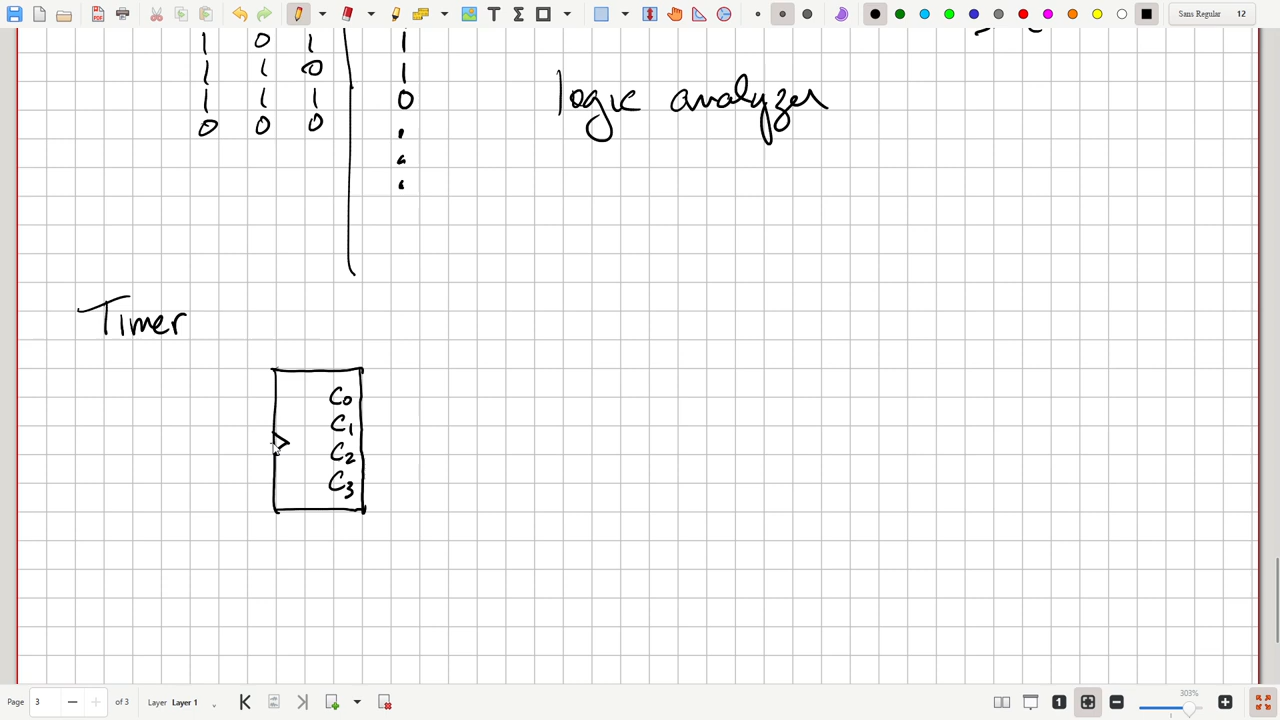 Sans Regular 12
1 0 1 1
1 1 0 1
1 1 1 0
0 0 0 .
.
.
logic analyzer
Timer
C0
C1
C2
C3
Page 3 of 3 Layer Layer 1 303%